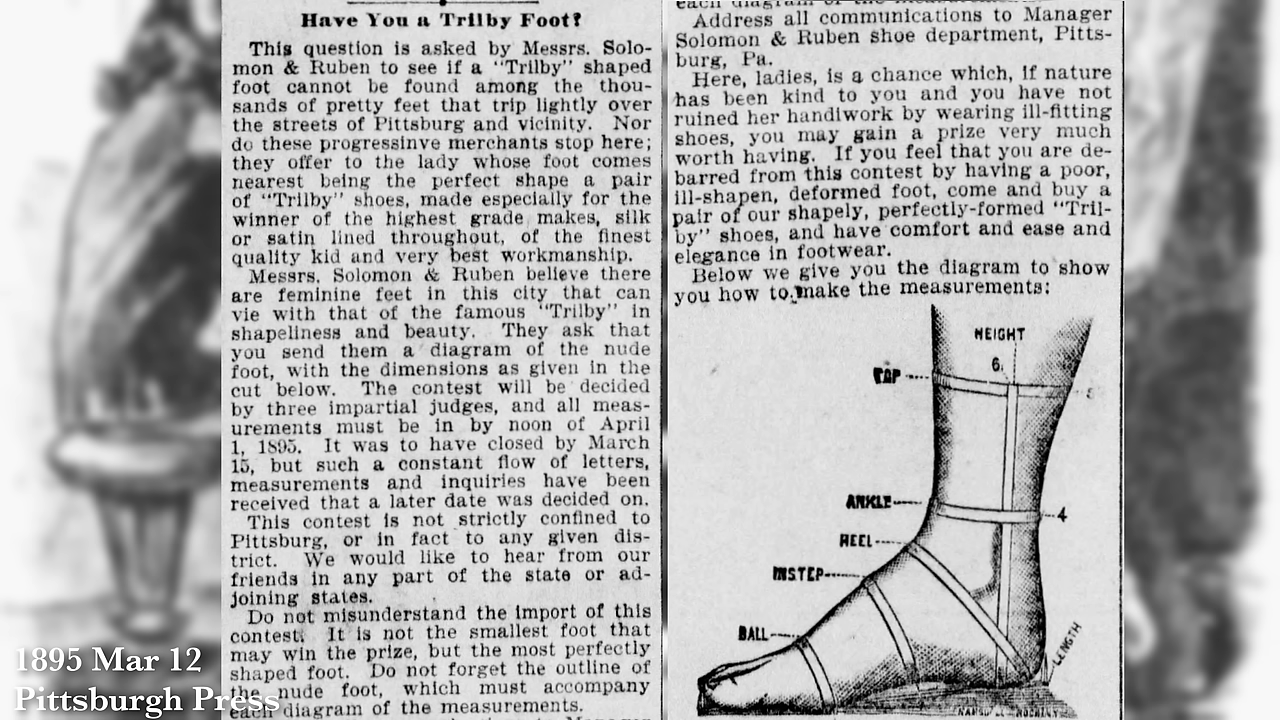 Have You a Trilby Foot?
This question is asked by Messrs. Solo-
mon & Ruben to see if a "Trilby" shaped
foot cannot be found among the thou-
sands of pretty feet that trip lightly over
the streets of Pittsburg and vicinity. Nor
do these progressinve merchants stop here;
they offer to the lady whose foot comes
nearest being the perfect shape a pair
of "Trilby" shoes, made especially for the
winner of the highest grade makes, silk
or satin lined throughout, of the finest
quality kid and very best workmanship.
Messrs. Solomon & Ruben believe there
are feminine feet in this city that can
vie with that of the famous "Trilby" in
shapeliness and beauty. They ask that
you send them a diagram of the nude
foot, with the dimensions as given in the
cut below. The contest will be decided
by three impartial judges, and all meas-
urements must be in by noon of April
1, 1895. It was to have closed by March
15, but such a constant flow of letters,
measurements and inquiries have been
received that a later date was decided on.
This contest is not strictly confined to
Pittsburg, or in fact to any given dis-
trict. We would like to hear from our
friends in any part of the state or ad-
joining states.
Do not misunderstand the import of this
contest. It is not the smallest foot that
may win the prize, but the most perfectly
shaped foot. Do not forget the outline of
the nude foot, which must accompany
each diagram of the measurements.
each diagram of the
Address all communications to Manager
Solomon & Ruben shoe department, Pitts-
burg, Pa.
Here, ladies, is a chance which, if nature
has been kind to you and you have not
ruined her handiwork by wearing ill-fitting
shoes, you may gain a prize very much
worth having. If you feel that you are de-
barred from this contest by having a poor,
ill-shapen, deformed foot, come and buy a
pair of our shapely, perfectly-formed "Tril-
by" shoes, and have comfort and ease and
elegance in footwear.
Below we give you the diagram to show
you how to make the measurements:
HEIGHT
6.
TOP
5
ANKLE
4
HEEL
INSTEP
BALL
LENGTH
1895 Mar 12
Pittsburgh Press